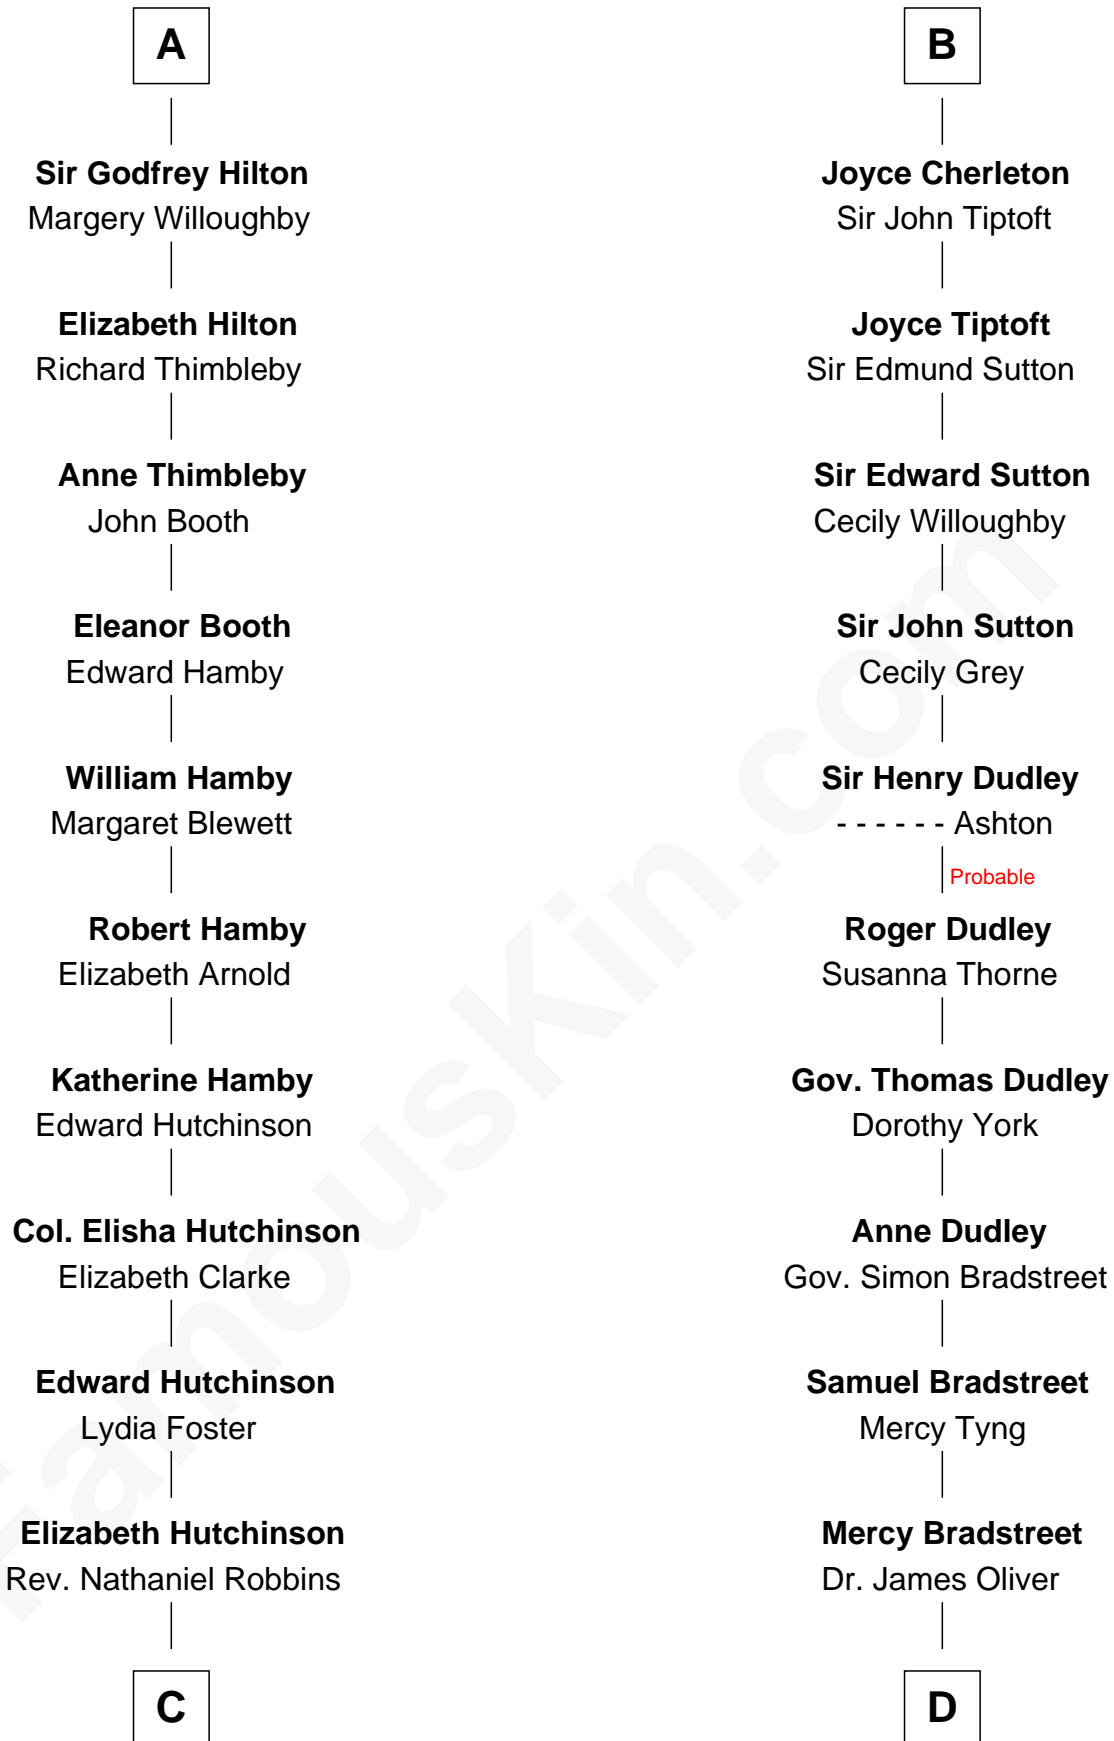 A
Sir Godfrey Hilton
Margery Willoughby
Elizabeth Hilton
Richard Thimbleby
Anne Thimbleby
John Booth
Eleanor Booth
Edward Hamby
William Hamby
Margaret Blewett
Robert Hamby
Elizabeth Arnold
Katherine Hamby
Edward Hutchinson
Col. Elisha Hutchinson
Elizabeth Clarke
Edward Hutchinson
Lydia Foster
Elizabeth Hutchinson
Rev. Nathaniel Robbins
C
B
Joyce Cherleton
Sir John Tiptoft
Joyce Tiptoft
Sir Edmund Sutton
Sir Edward Sutton
Cecily Willoughby
Sir John Sutton
Cecily Grey
Sir Henry Dudley
- - - - - - Ashton
Probable
Roger Dudley
Susanna Thorne
Gov. Thomas Dudley
Dorothy York
Anne Dudley
Gov. Simon Bradstreet
Samuel Bradstreet
Mercy Tyng
Mercy Bradstreet
Dr. James Oliver
D
FamousKin.com